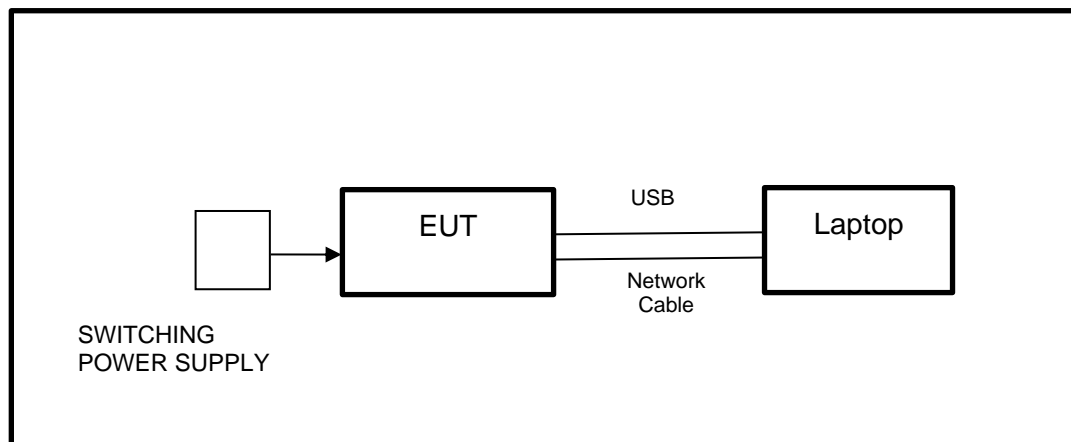 USB
EUT
Laptop
Network
Cable
SWITCHING
POWER SUPPLY